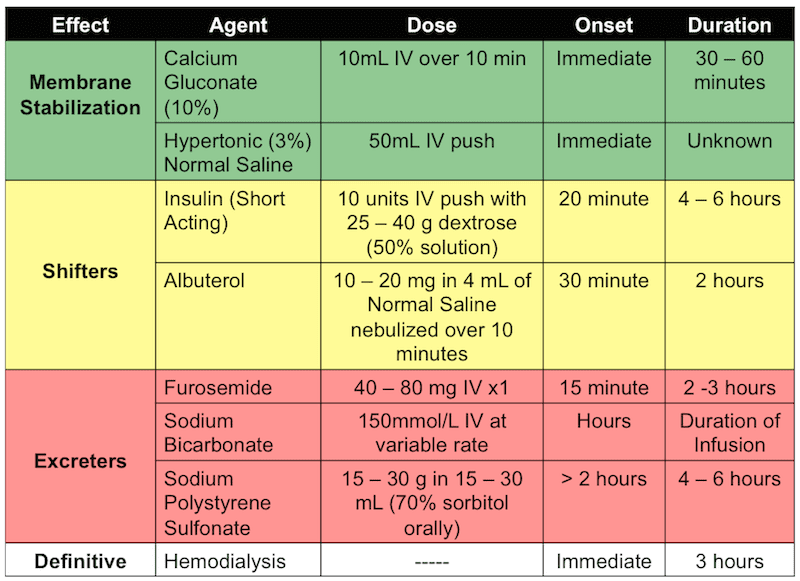 Effect Agent Dose Onset Duration
Membrane Stabilization Calcium Gluconate (10%) 10mL IV over 10 min Immediate 30 – 60 minutes
Hypertonic (3%) Normal Saline 50mL IV push Immediate Unknown
Shifters Insulin (Short Acting) 10 units IV push with 25 – 40 g dextrose (50% solution) 20 minute 4 – 6 hours
Albuterol 10 – 20 mg in 4 mL of Normal Saline nebulized over 10 minutes 30 minute 2 hours
Excreters Furosemide 40 – 80 mg IV x1 15 minute 2 -3 hours
Sodium Bicarbonate 150mmol/L IV at variable rate Hours Duration of Infusion
Sodium Polystyrene Sulfonate 15 – 30 g in 15 – 30 mL (70% sorbitol orally) > 2 hours 4 – 6 hours
Definitive Hemodialysis ----- Immediate 3 hours